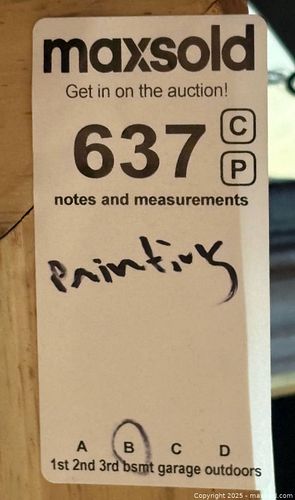 maxsold
Get in on the auction!
637
C
P
notes and measurements
Printing
A B C D
1st 2nd 3rd bsmt garage outdoors
Copyright 2025 - maxsold.com